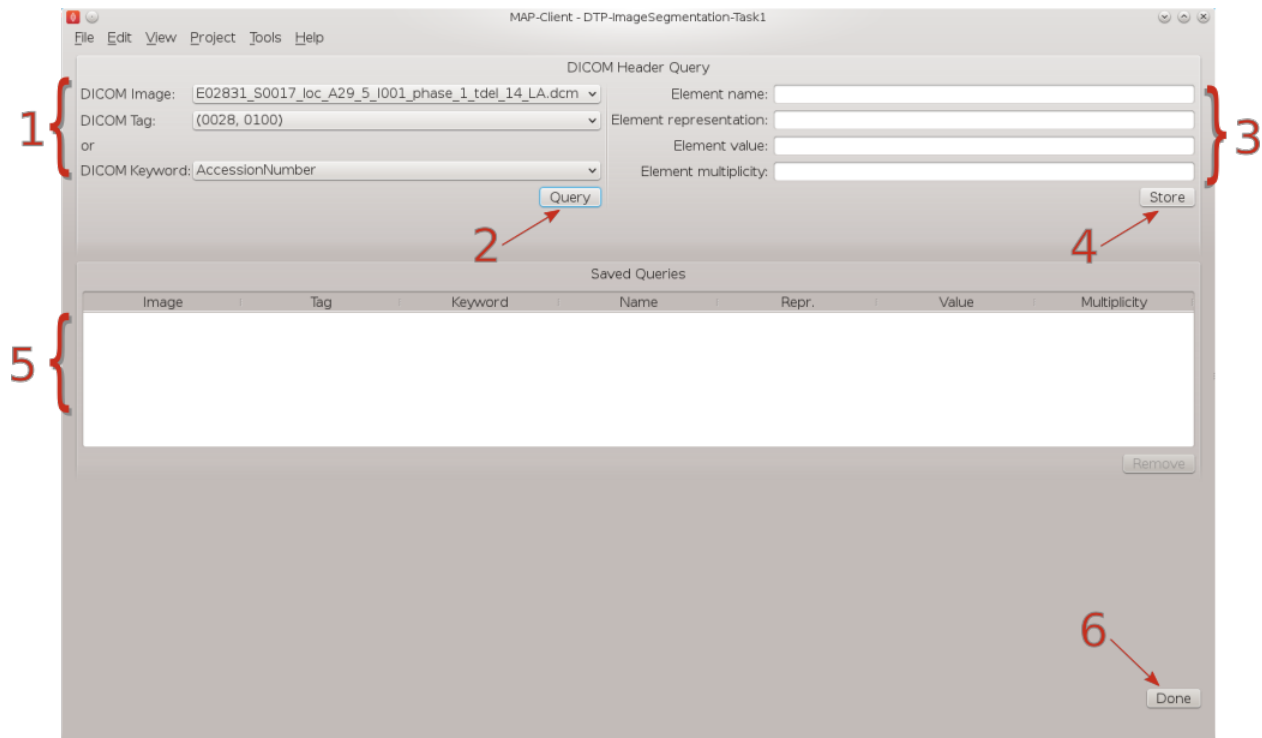 MAP-Client - DTP-ImageSegmentation-Task1
File Edit View Project Tools Help
DICOM Header Query
1
DICOM Image: E02831_S0017_loc_A29_5_I001_phase_1_tdel_14_LA.dcm
DICOM Tag: (0028, 0100)
or
DICOM Keyword: AccessionNumber
Query
2
Element name:
Element representation:
Element value:
Element multiplicity:
3
Store
4
Saved Queries
Image Tag Keyword Name Repr. Value Multiplicity
5
Remove
6
Done